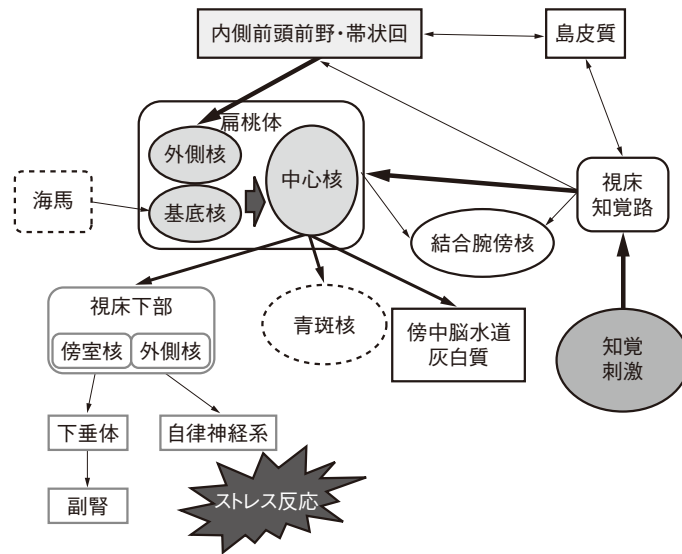 内側前頭前野・帯状回
島皮質
扁桃体
外側核
中心核
視床
知覚路
海馬
基底核
結合腕傍核
視床下部
傍室核
外側核
青斑核
傍中脳水道
灰白質
知覚
刺激
下垂体
自律神経系
副腎
ストレス反応